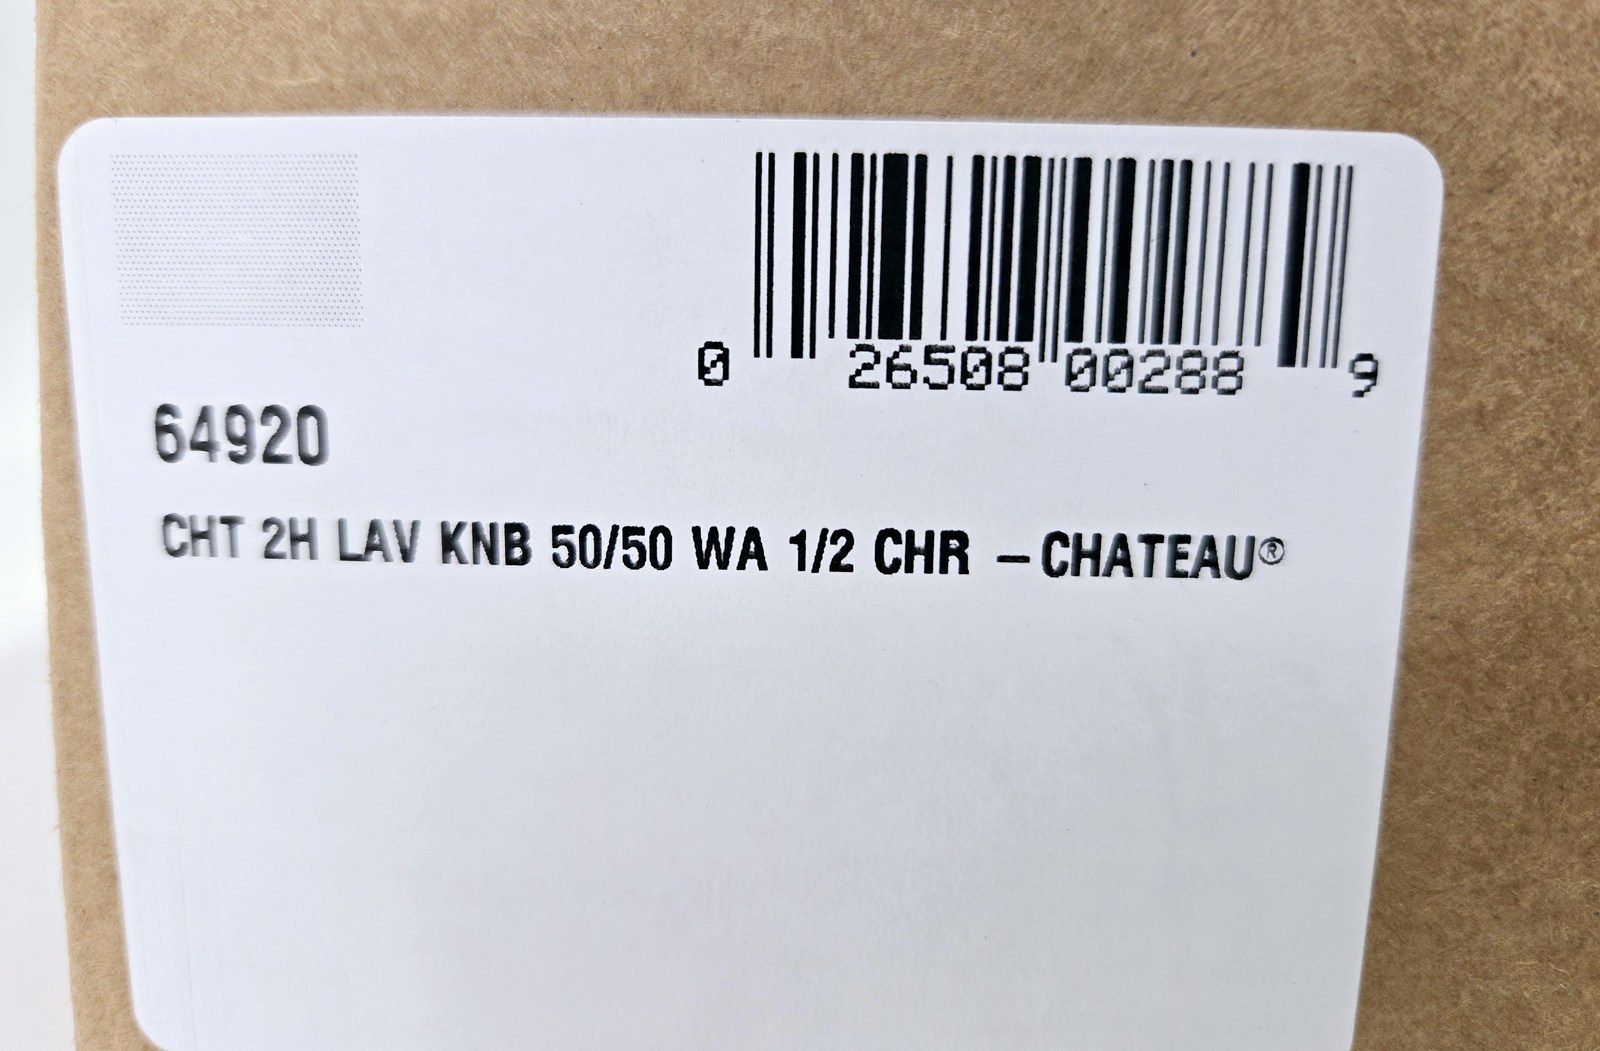 0 26508 00288 9
64920
CHT 2H LAV KNB 50/50 WA 1/2 CHR – CHATEAU®